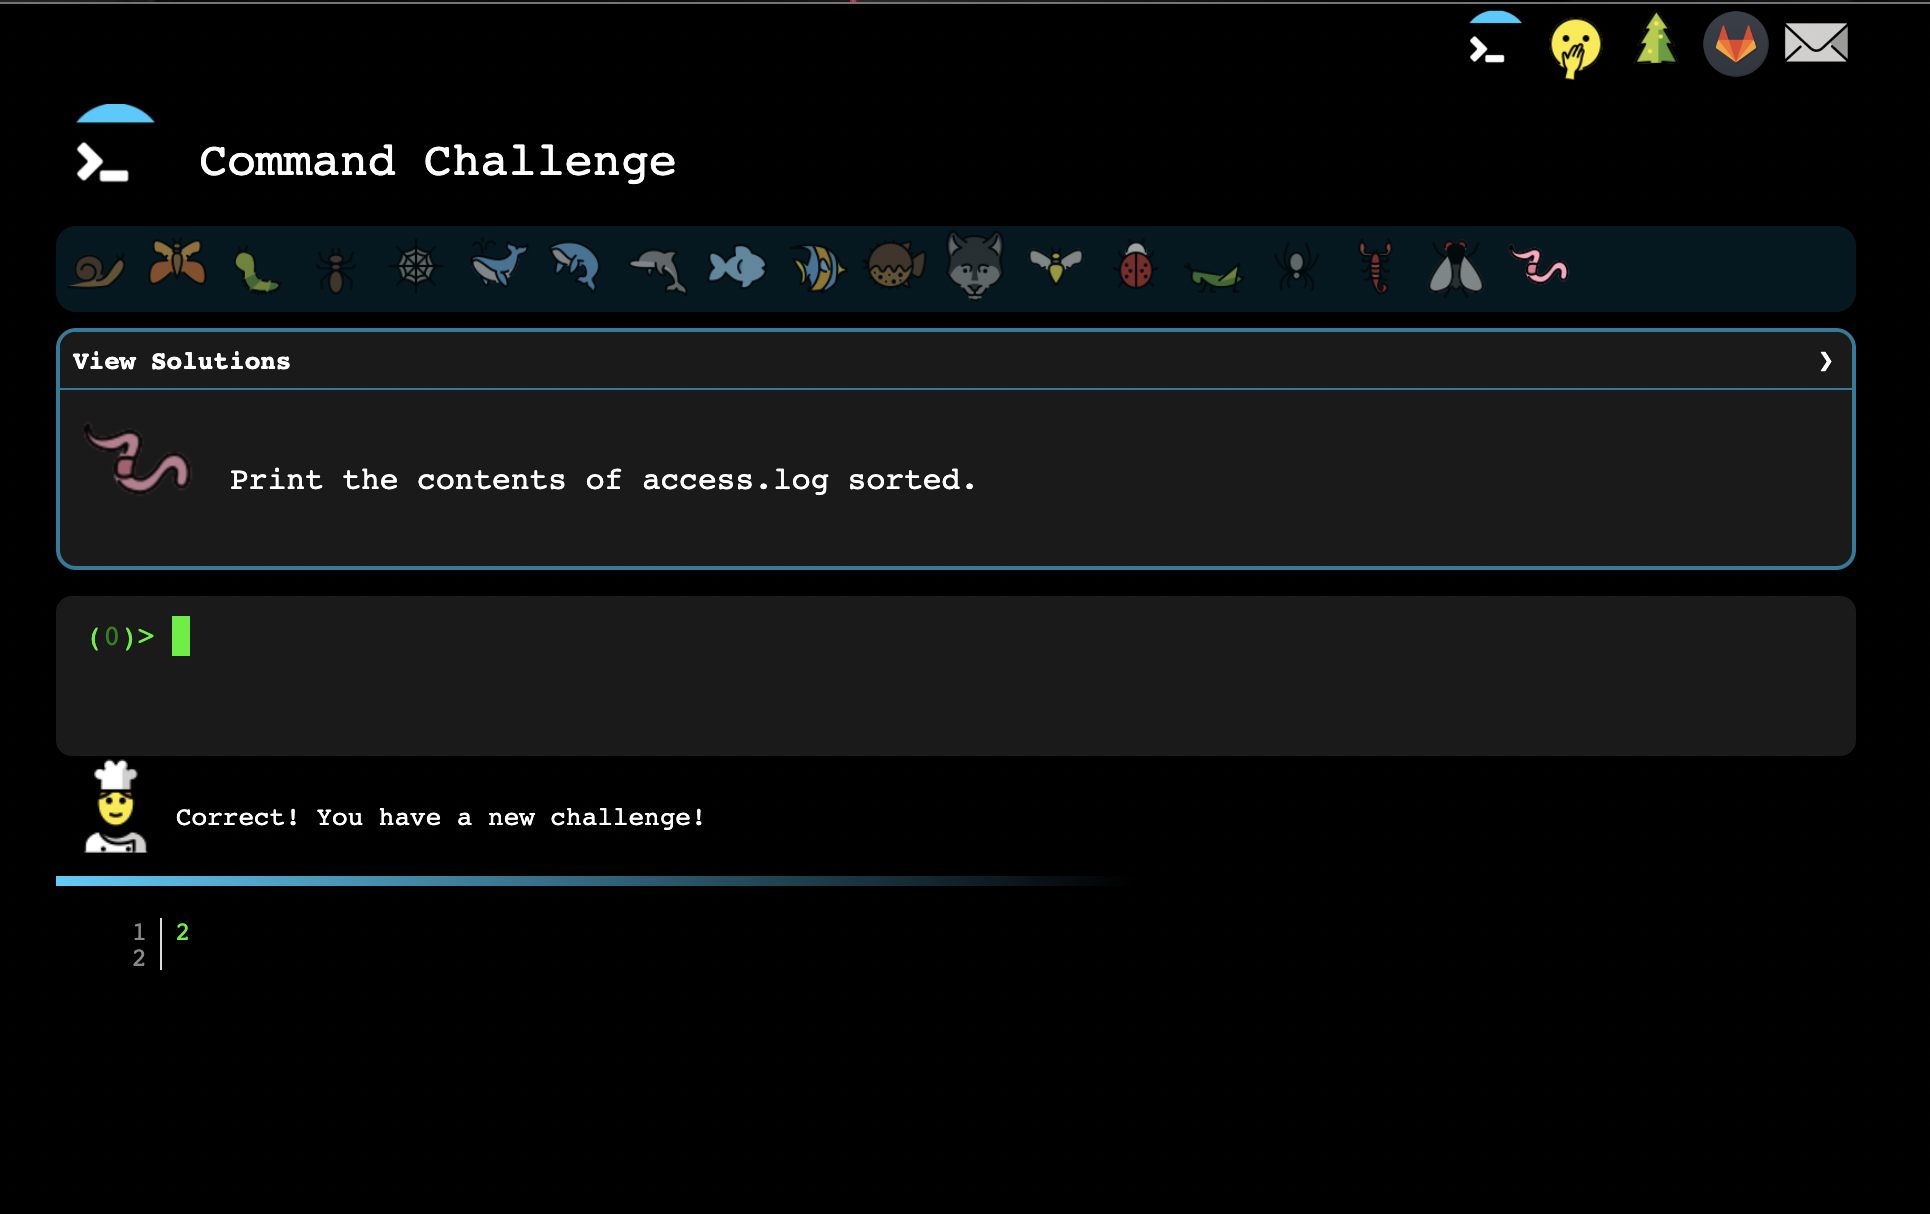 Command Challenge
View Solutions
Print the contents of access.log sorted.
(0)>
Correct! You have a new challenge!
1 2
2